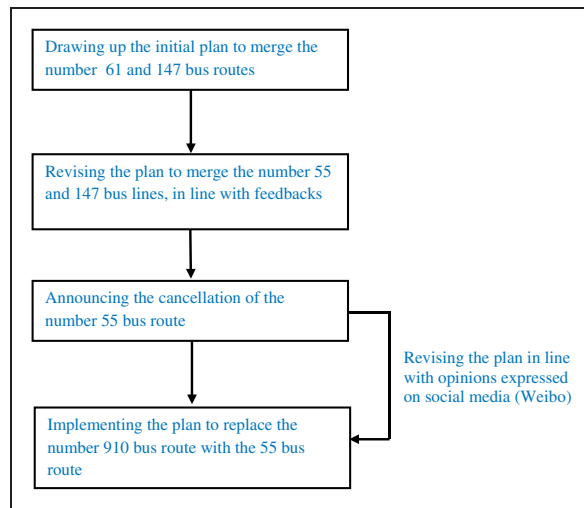 Drawing up the initial plan to merge the
number 61 and 147 bus routes
Revising the plan to merge the number 55
and 147 bus lines, in line with feedbacks
Announcing the cancellation of the
number 55 bus route
Revising the plan in line
with opinions expressed
on social media (Weibo)
Implementing the plan to replace the
number 910 bus route with the 55 bus
route